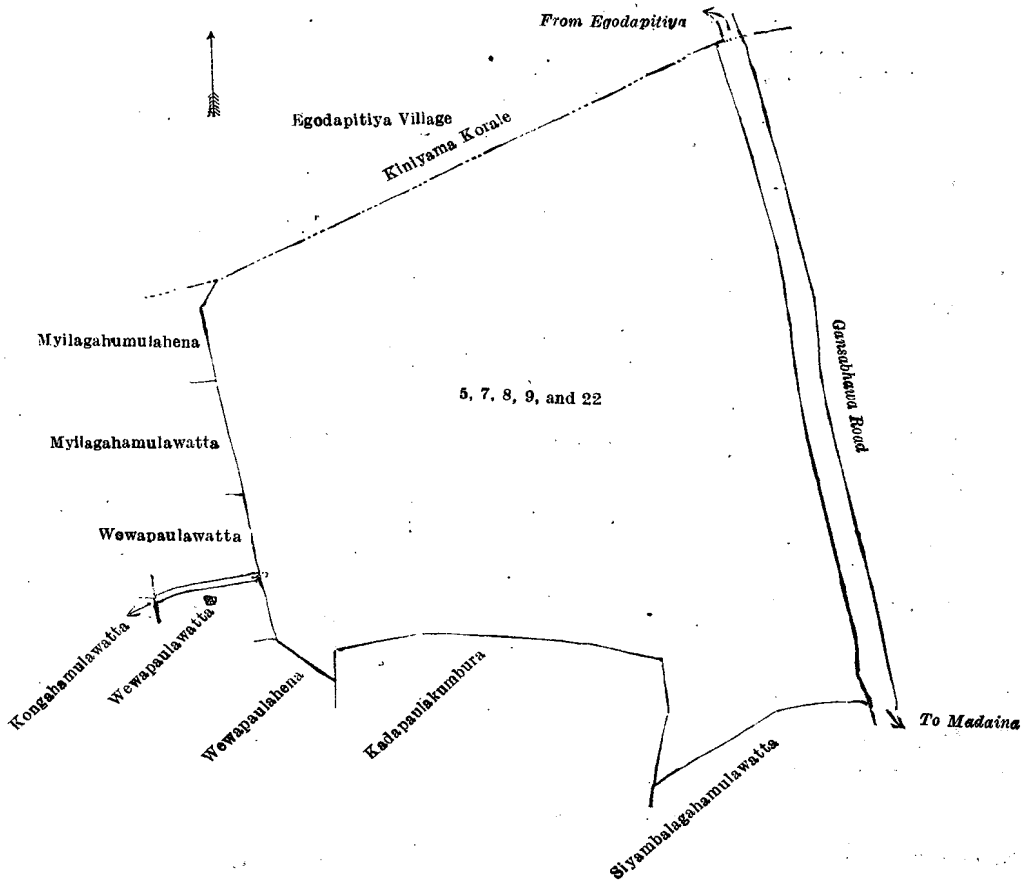 From Egodapitiya
Egodapitiya Village
Kiniyama Korale
Myilagahumulahena
Gansabhawa Road
5, 7, 8, 9, and 22
Myilagahamulawatta
Wewapaulawatta
Kongahamulawatta
Wewapaulawatta
Wewapaulahena
Kadapaulakumbura
Siyambalagahamulawatta
To Madaina